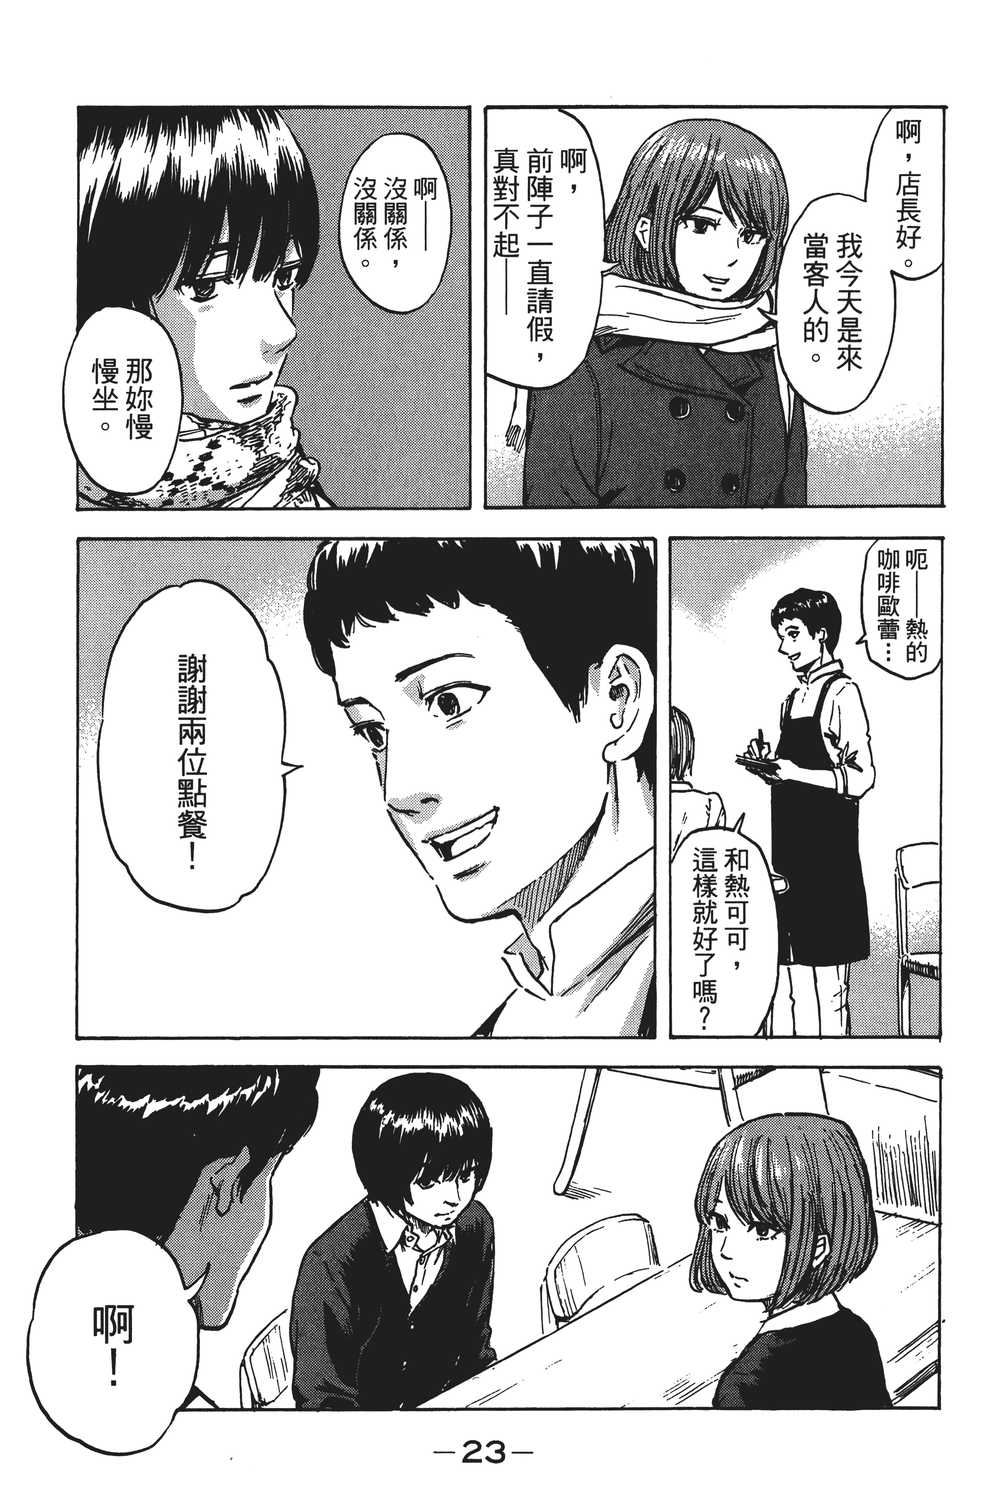 啊，店長好。
我今天是來
當客人的。
啊，
前陣子一直請假，
真對不起——
啊——
沒關係，
沒關係。
那妳慢
慢坐。
呃——熱的
咖啡歐蕾…
和熱可可，
這樣就好了嗎？
謝謝兩位點餐！
啊！
—23—